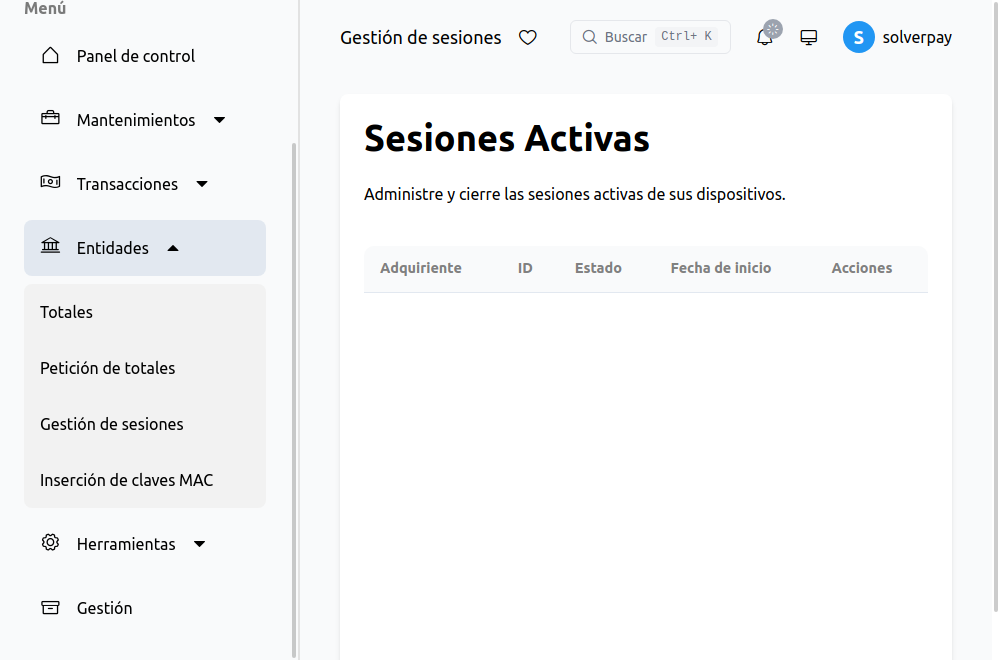 Menú
Panel de control
Mantenimientos
Transacciones
Entidades
Totales
Petición de totales
Gestión de sesiones
Inserción de claves MAC
Herramientas
Gestión
Gestión de sesiones
Buscar Ctrl+ K
S solverpay
Sesiones Activas
Administre y cierre las sesiones activas de sus dispositivos.
Adquiriente ID Estado Fecha de inicio Acciones